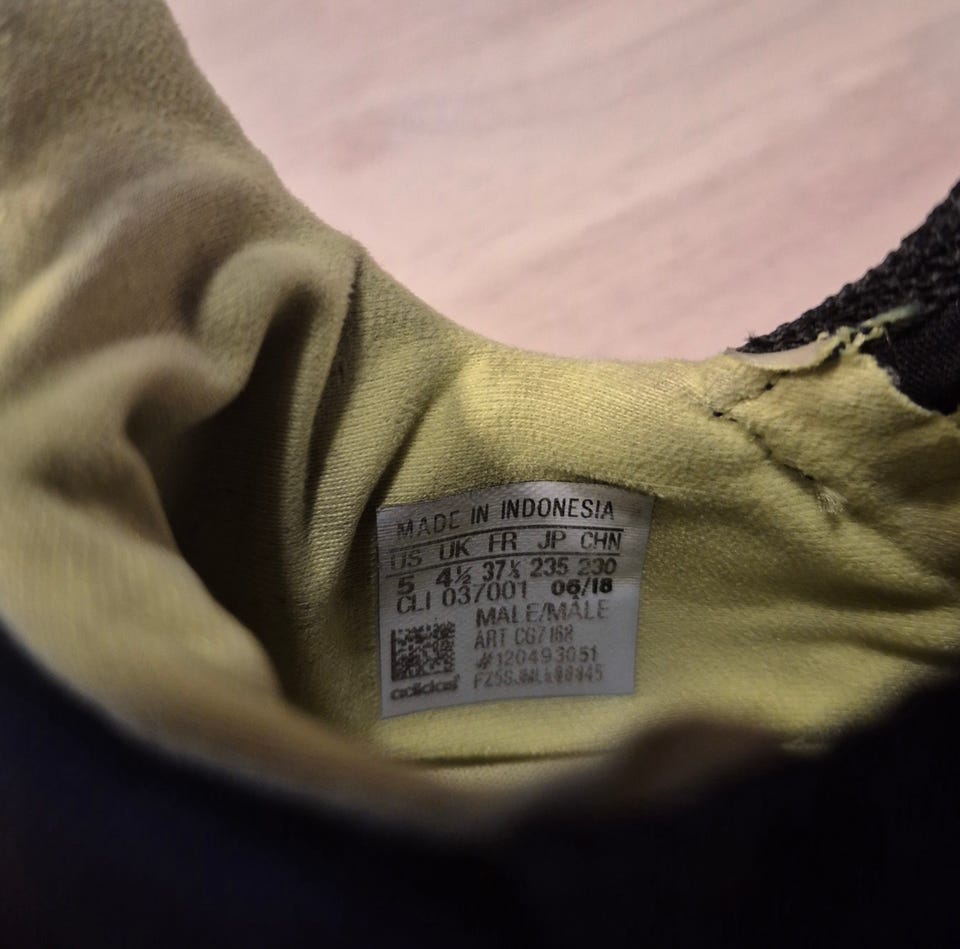 MADE IN INDONESIA
US UK FR JP CHN
5 4½ 37⅓ 235 230
CLI 037001 06/18
MALE/MÂLE
ART CG7168
#120493051
adidas